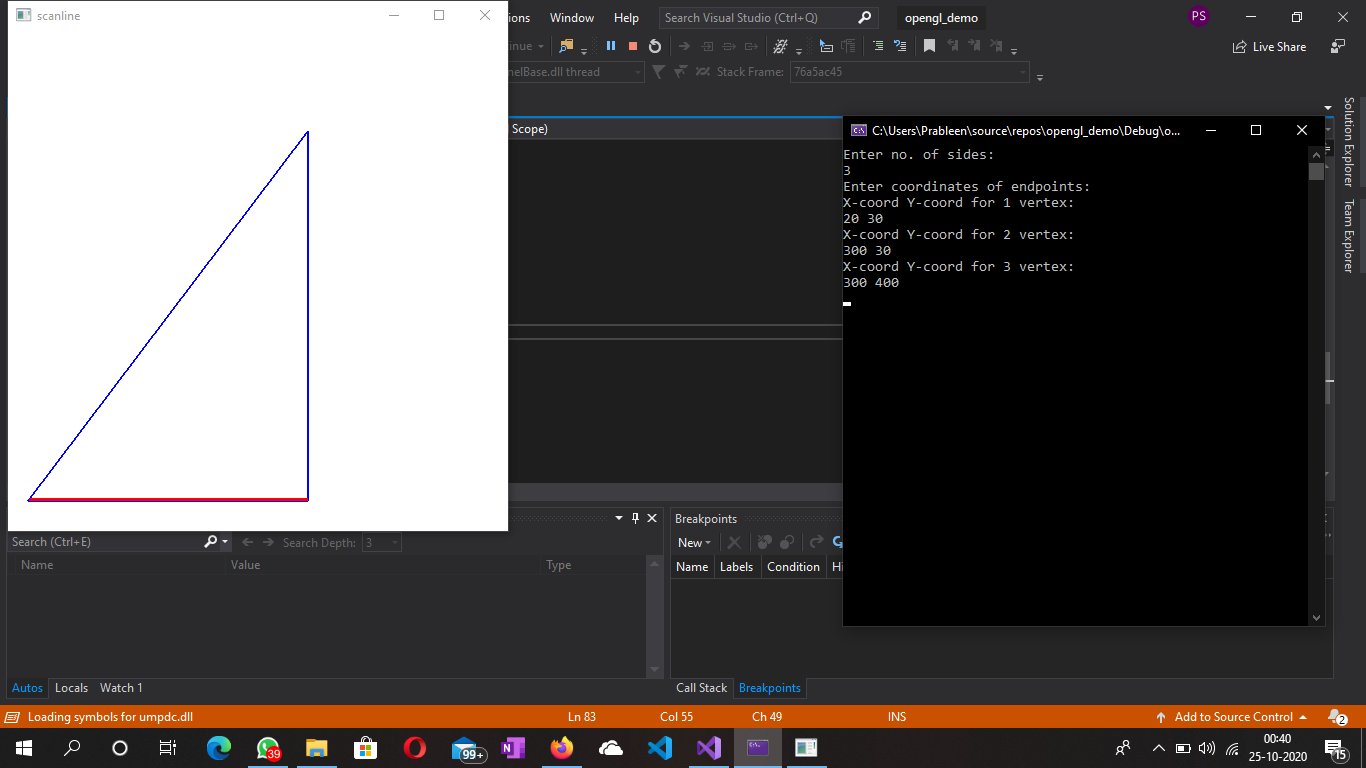 scanline
ions Window Help Search Visual Studio (Ctrl+Q) opengl_demo PS
nue Live Share
nelBase.dll thread Stack Frame: 76a5ac45
Scope)
C:\Users\Prableen\source\repos\opengl_demo\Debug\o...
Enter no. of sides:
3
Enter coordinates of endpoints:
X-coord Y-coord for 1 vertex:
20 30
X-coord Y-coord for 2 vertex:
300 30
X-coord Y-coord for 3 vertex:
300 400
Solution Explorer
Team Explorer
Search (Ctrl+E) Search Depth: 3
Name Value Type
Autos Locals Watch 1
Breakpoints
New
Name Labels Condition Hi
Call Stack Breakpoints
Loading symbols for umpdc.dll Ln 83 Col 55 Ch 49 INS Add to Source Control 2
39 99+ 00:40
25-10-2020 15